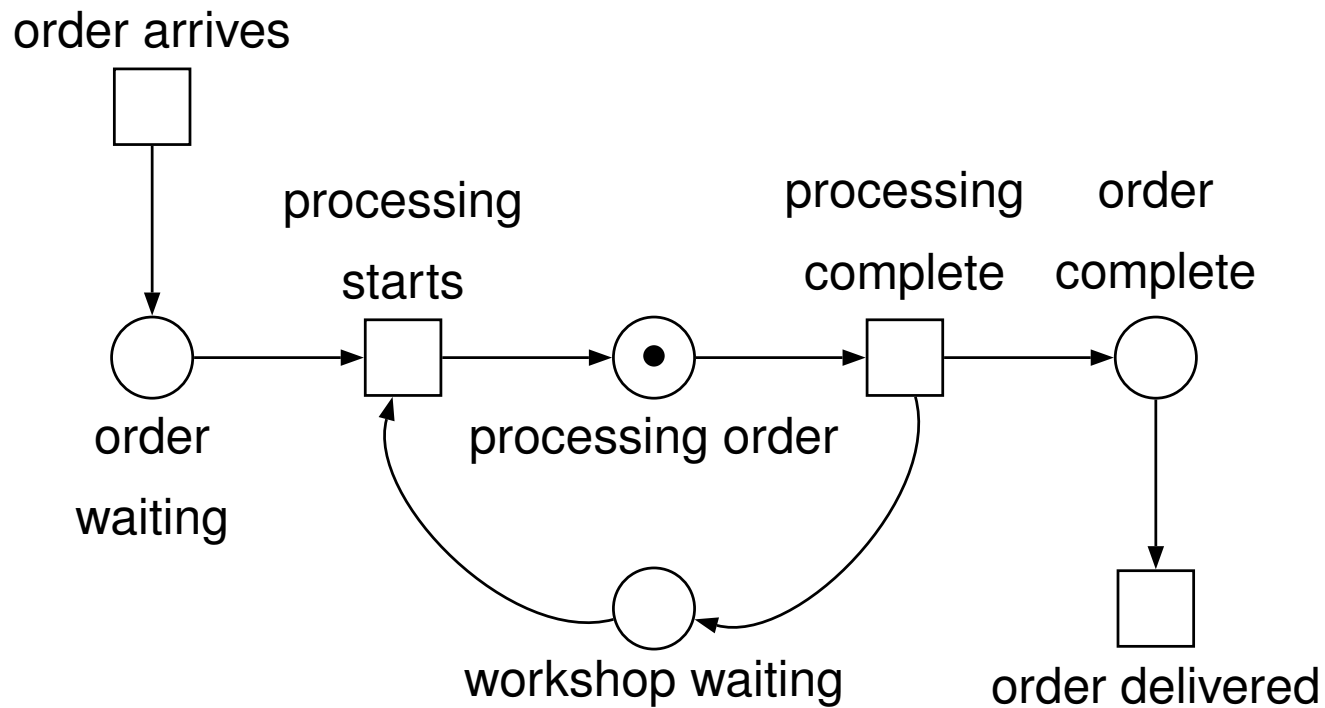 order arrives
processing
starts
processing
complete
order
complete
order
waiting
processing order
workshop waiting
order delivered